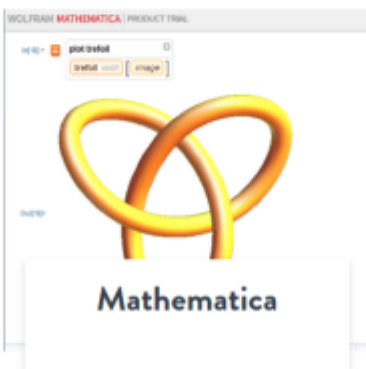 WOLFRAM MATHEMATICA | PRODUCT TRIAL
plot trefoil
trefoil [ image ]
Mathematica